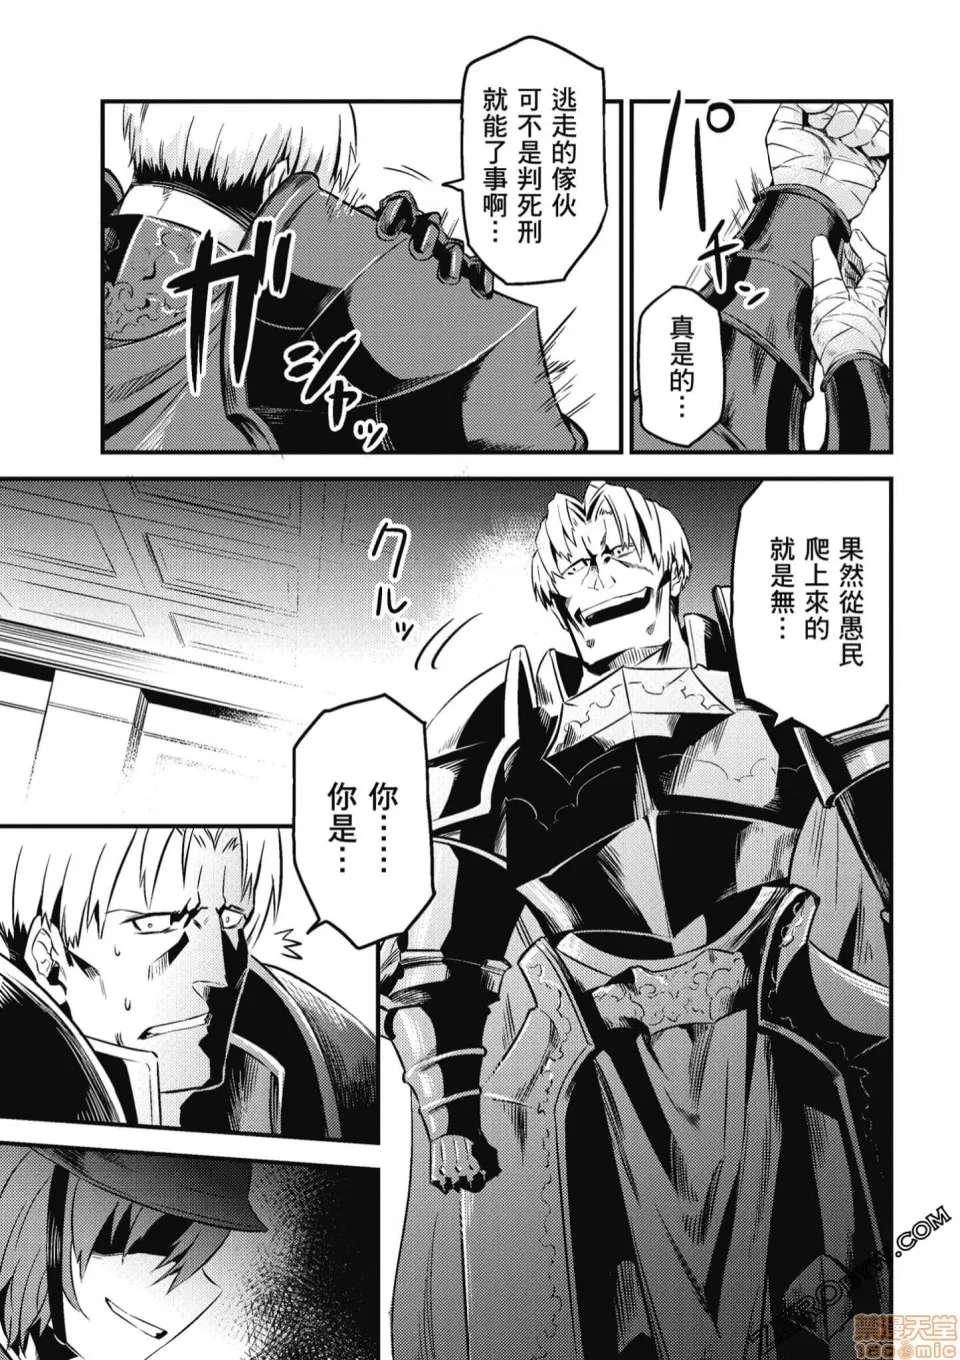 パ
チン
真是的…
逃走的傢伙
可不是判死刑
就能了事啊…
ガ
シャッ
果然從愚民
爬上來的
就是無…
クルッ
你……
你是…
ZEROBYW.COM
禁漫天堂
18comic